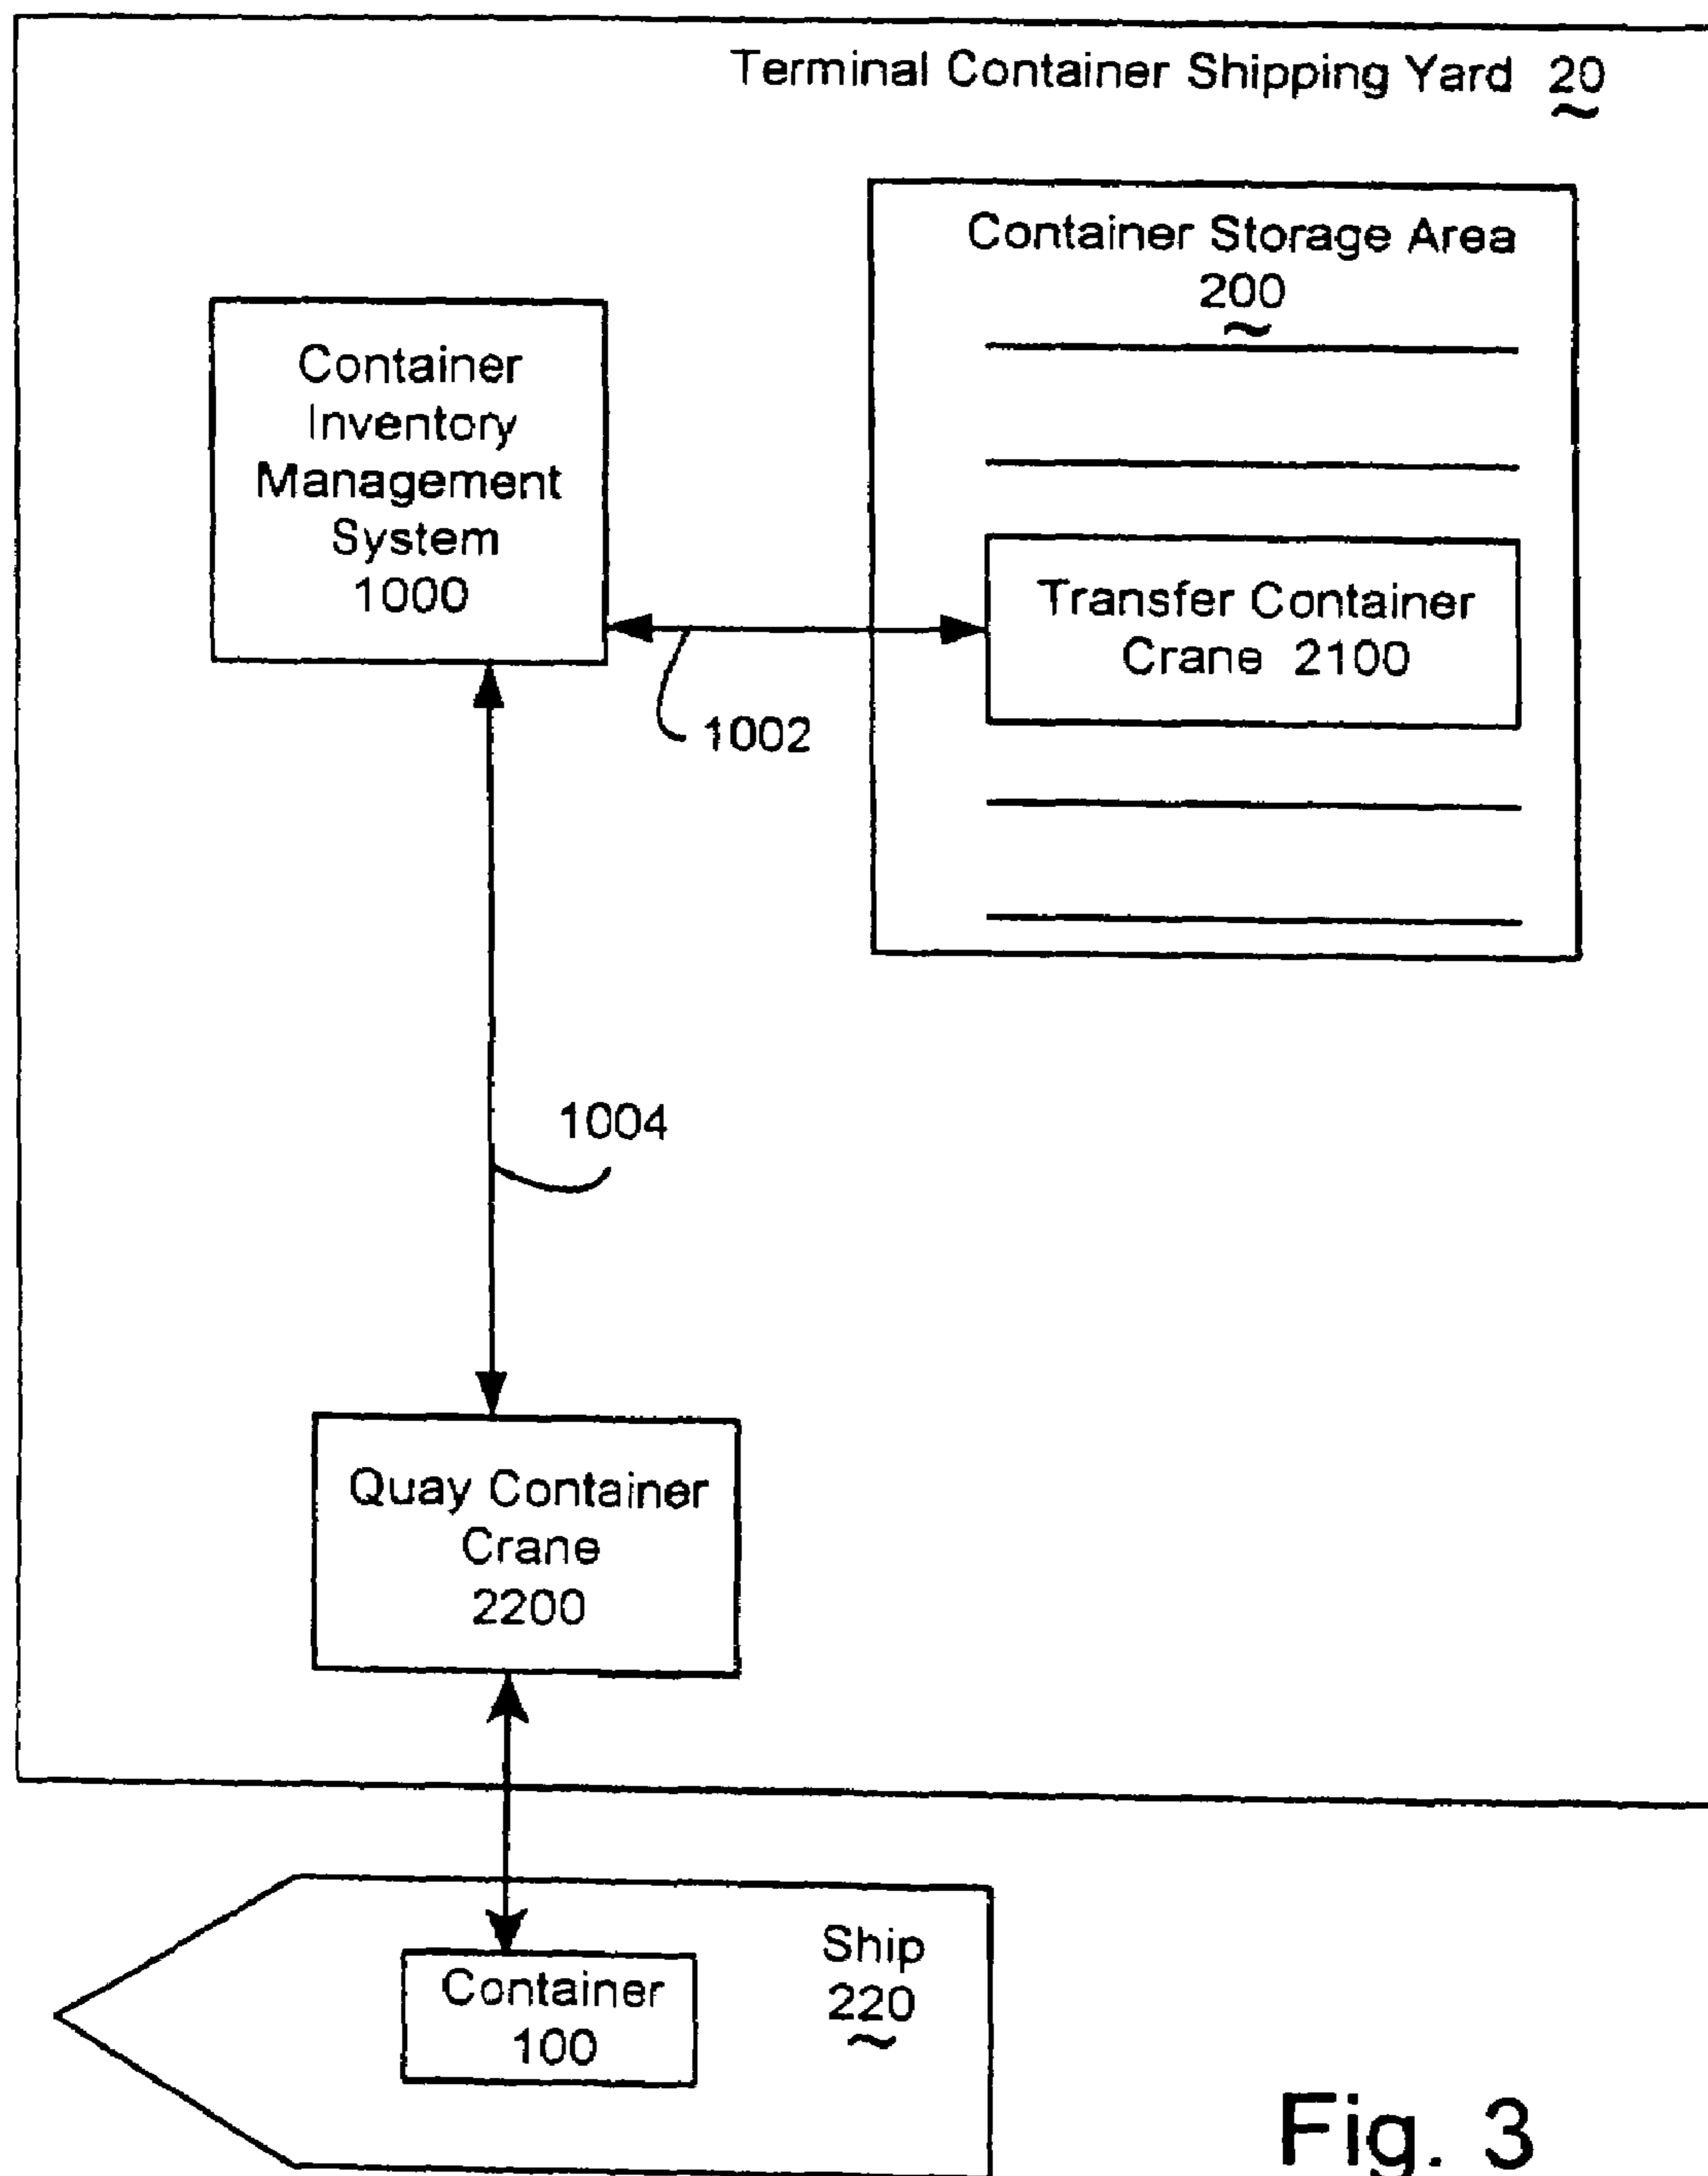 Terminal Container Shipping Yard 20
Container Storage Area
200
Container
Inventory
Management
System
1000
Transfer Container
Crane 2100
1002
1004
Quay Container
Crane
2200
Ship
220
Container
100
Fig. 3